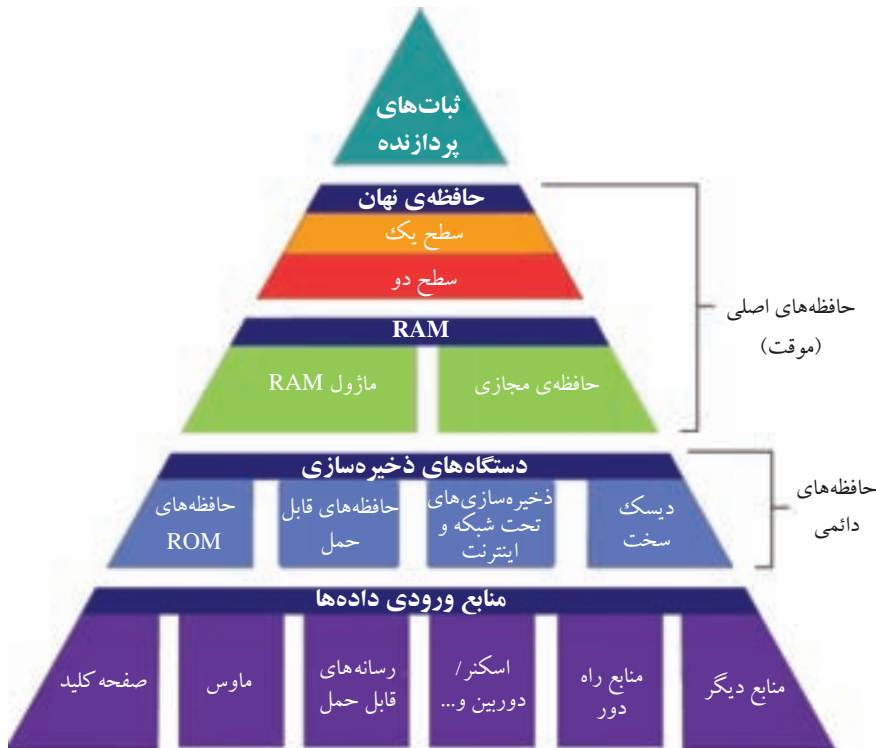 ثبات‌های
پردازنده
حافظه‌ی نهان
سطح یک
سطح دو
RAM
حافظه‌ی مجازی
ماژول RAM
حافظه‌های اصلی
(موقت)
دستگاه‌های ذخیره‌سازی
دیسک
سخت
ذخیره‌سازی‌های
تحت شبکه و
اینترنت
حافظه‌های قابل
حمل
حافظه‌های
ROM
حافظه‌های
دائمی
منابع ورودی داده‌ها
منابع دیگر
منابع راه
دور
اسکنر/
دوربین و...
رسانه‌های
قابل حمل
ماوس
صفحه کلید